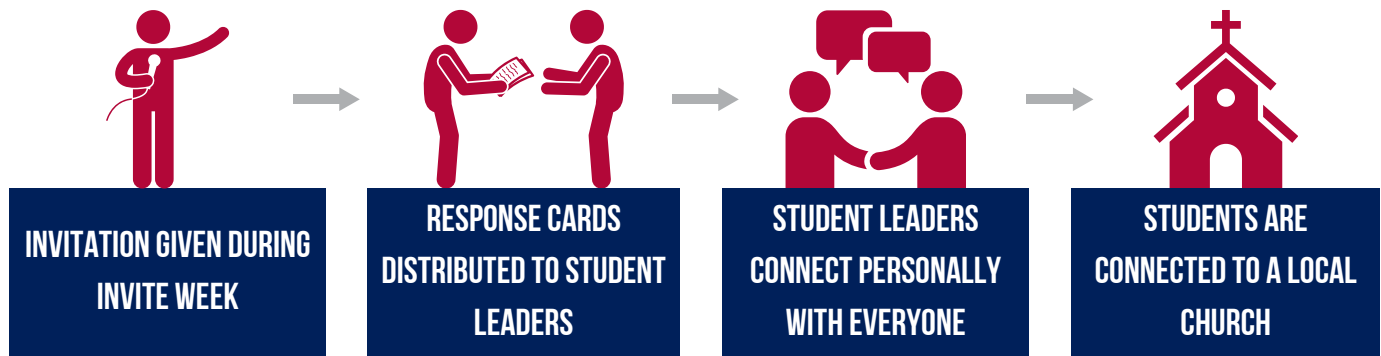 INVITATION GIVEN DURING
INVITE WEEK
RESPONSE CARDS
DISTRIBUTED TO STUDENT
LEADERS
STUDENT LEADERS
CONNECT PERSONALLY
WITH EVERYONE
STUDENTS ARE
CONNECTED TO A LOCAL
CHURCH